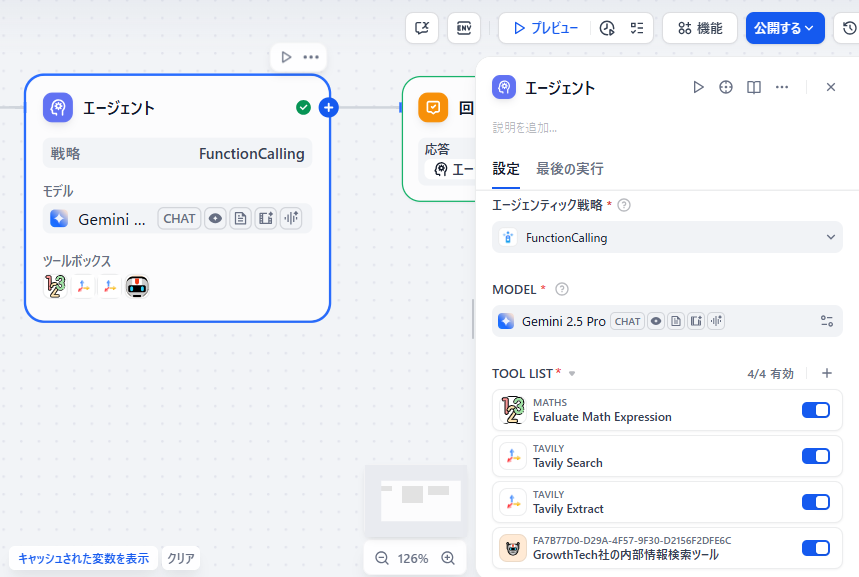 ENV
プレビュー
機能
公開する
エージェント
戦略
FunctionCalling
モデル
Gemini ...
CHAT
ツールボックス
回
応答
エー
キャッシュされた変数を表示
クリア
126%
エージェント
説明を追加...
設定
最後の実行
エージェンティック戦略 *
FunctionCalling
MODEL *
Gemini 2.5 Pro
CHAT
TOOL LIST *
4/4 有効
MATHS
Evaluate Math Expression
TAVILY
Tavily Search
TAVILY
Tavily Extract
FA7B77D0-D29A-4F57-9F30-D2156F2DFE6C
GrowthTech社の内部情報検索ツール